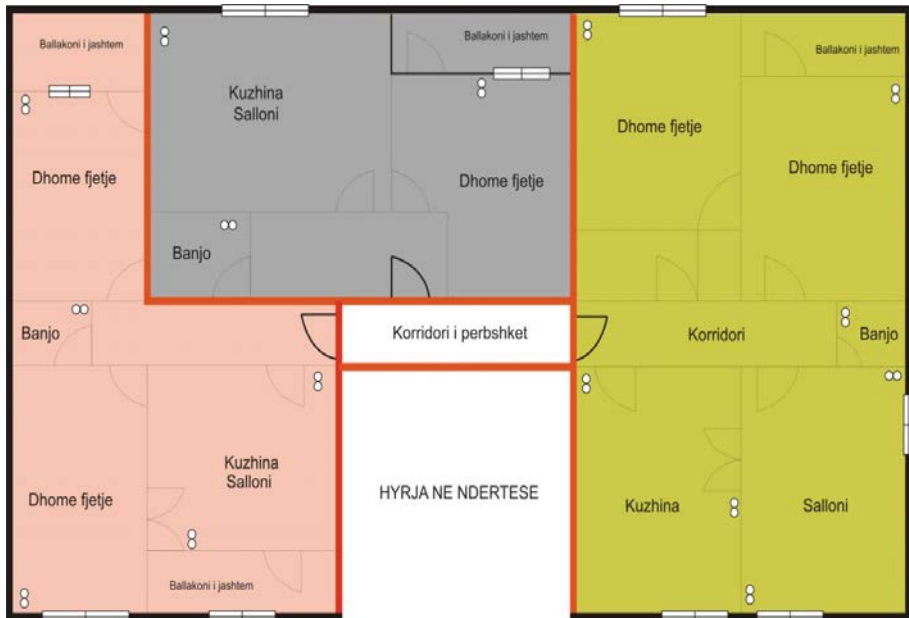 Ballakoni i jashtem
Dhome fjetje
Banjo
Dhome fjetje
Kuzhina
Salloni
Ballakoni i jashtem
Kuzhina
Salloni
Ballakoni i jashtem
Dhome fjetje
Banjo
Korridori i perbshket
HYRJA NE NDERTESE
Dhome fjetje
Ballakoni i jashtem
Dhome fjetje
Korridori
Banjo
Kuzhina
Salloni